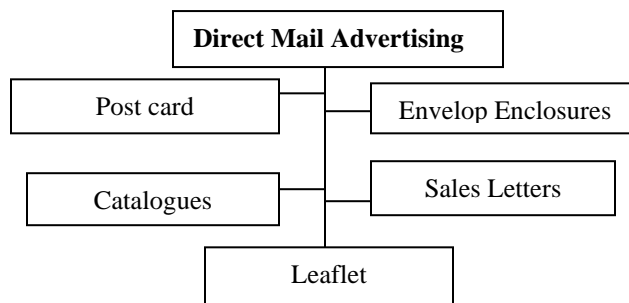 Direct Mail Advertising
Post card
Envelop Enclosures
Catalogues
Sales Letters
Leaflet